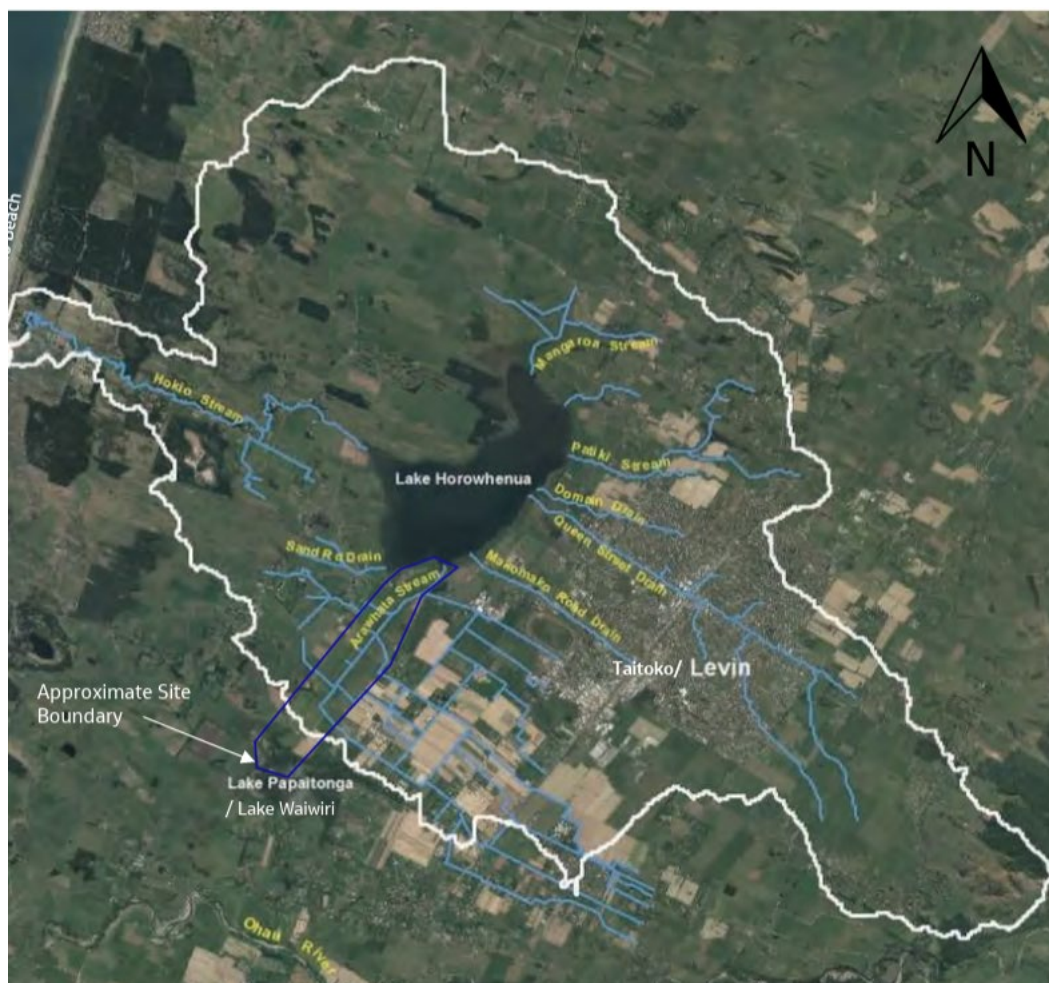 N
Beach
Mangaroa Stream
Hokio Stream
Patiki Stream
Lake Horowhenua
Domain Drain
Queen Street Drain
Sand Rd Drain
Makomako Road Drain
Arawhata Stream
Taitoko/ Levin
Approximate Site
Boundary
Lake Papaitonga
/ Lake Waiwiri
Ohau River